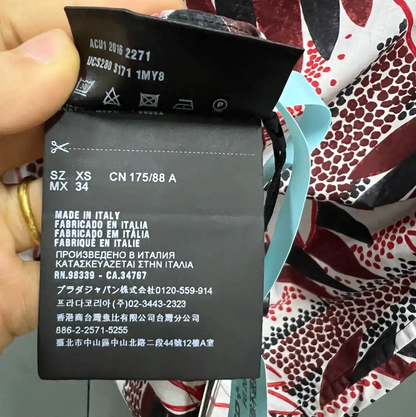 ACU1 2016 2271
UCS280 S171 1MY8
SZ XS CN 175/88 A
MX 34
MADE IN ITALY
FABRICADO EN ITALIA
FABRICADO EM ITÁLIA
FABRIQUÉ EN ITALIE
ПРОИЗВЕДЕНО В ИТАЛИЯ
ΚΑΤΑΣΚΕΥΑΖΕΤΑΙ ΣΤΗΝ ΙΤΑΛΙΑ
RN.98339 - CA.34767
プラダジャパン株式会社0120-559-914
프라다코리아(주)02-3443-2323
香港商台灣普比有限公司台灣分公司
886-2-2571-5255
臺北市中山區中山北路二段44號12樓A